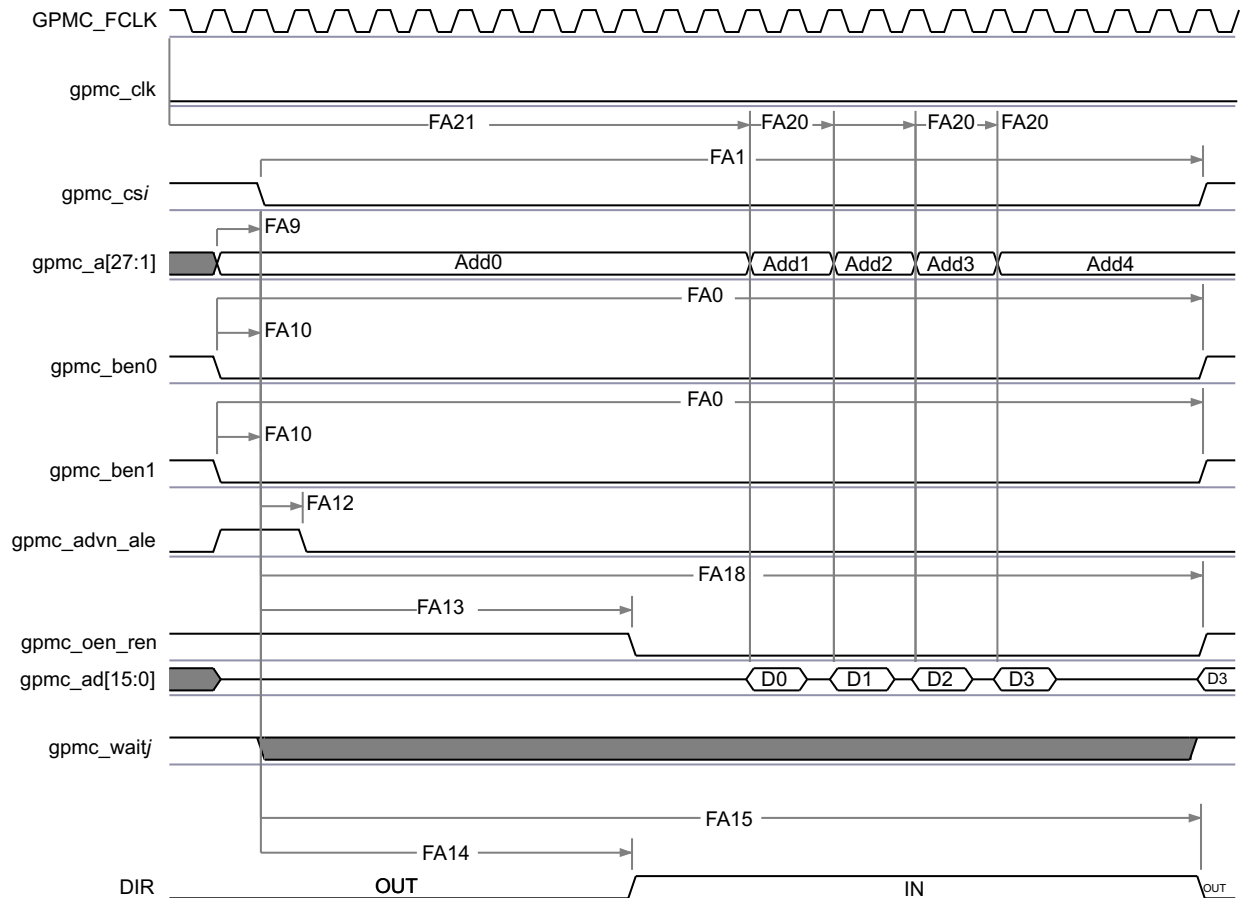 GPMC_FCLK
gpmc_clk
FA21 FA20 FA20 FA20
FA1
gpmc_csi
FA9
gpmc_a[27:1] Add0 Add1 Add2 Add3 Add4
FA0
FA10
gpmc_ben0
FA0
FA10
gpmc_ben1
FA12
gpmc_advn_ale
FA18
FA13
gpmc_oen_ren
gpmc_ad[15:0] D0 D1 D2 D3 D3
gpmc_waitj
FA15
FA14
DIR OUT IN OUT